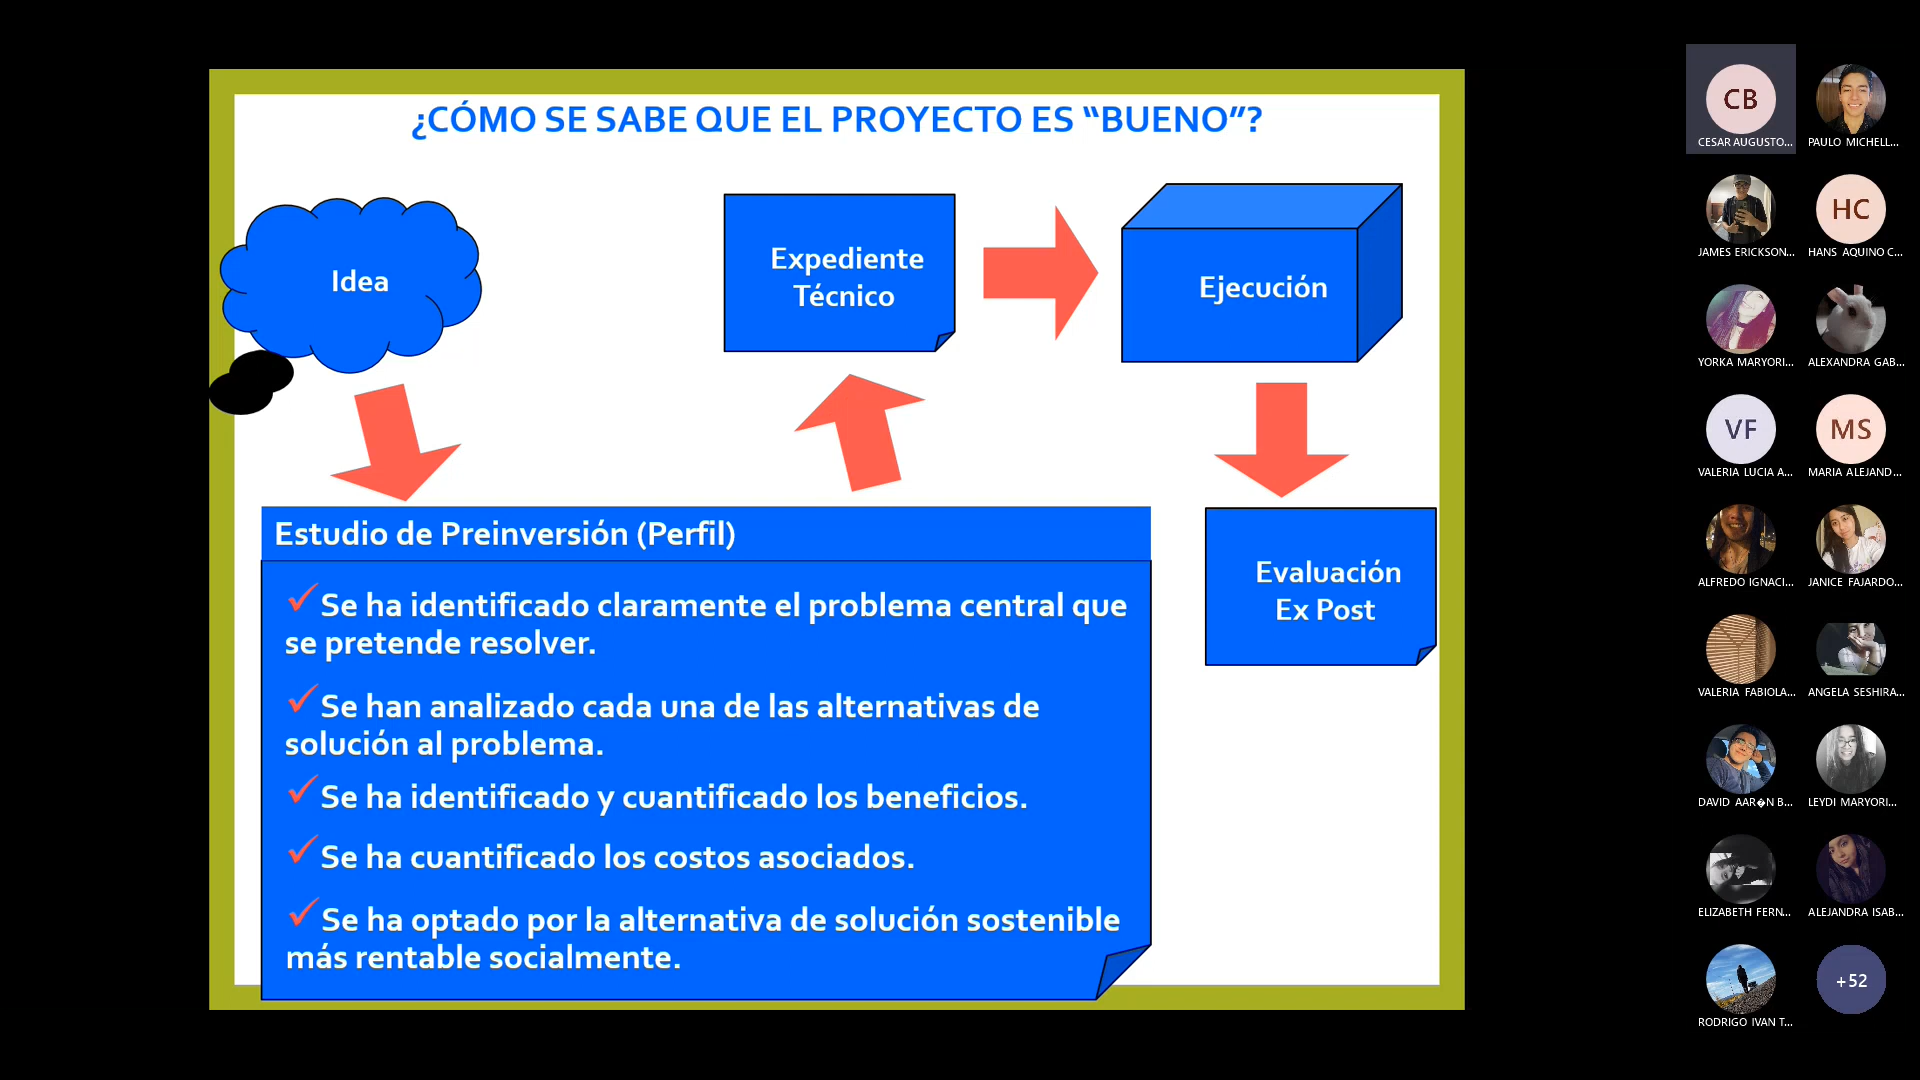 ¿CÓMO SE SABE QUE EL PROYECTO ES “BUENO”?
Idea
Expediente
Técnico
Ejecución
Estudio de Preinversión (Perfil)
Se ha identificado claramente el problema central que
se pretende resolver.
Se han analizado cada una de las alternativas de
solución al problema.
Se ha identificado y cuantificado los beneficios.
Se ha cuantificado los costos asociados.
Se ha optado por la alternativa de solución sostenible
más rentable socialmente.
Evaluación
Ex Post
CB
CESAR AUGUSTO...
PAULO MICHELL...
JAMES ERICKSON...
HC
HANS AQUINO C...
YORKA MARYORI...
ALEXANDRA GAB...
VF
VALERIA LUCIA A...
MS
MARIA ALEJAND...
ALFREDO IGNACI...
JANICE FAJARDO...
VALERIA FABIOLA...
ANGELA SESHIRA...
DAVID AAR�N B...
LEYDI MARYORI...
ELIZABETH FERN...
ALEJANDRA ISAB...
RODRIGO IVAN T...
+52